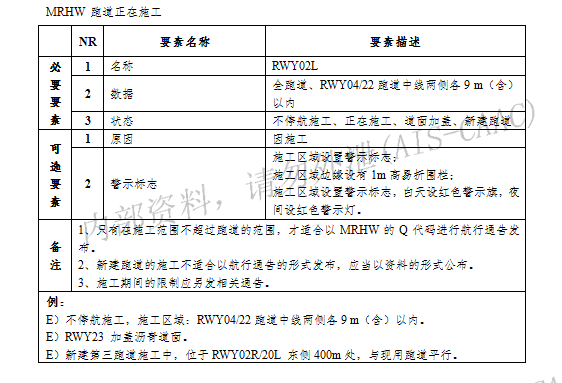 MRHW 跑道正在施工
NR 要素名称 要素描述
必要要素
1 名称 RWY02L
2 数据 全跑道、RWY04/22 跑道中线两侧各 9 m（含）
以内
3 状态 不停航施工、正在施工、道面加盖、新建跑道
可选要素
1 原因 因施工
2 警示标志 施工区域设置警示标志；
施工区域边缘设有 1m 高易折围栏；
施工区域设置警示标志，白天设红色警示旗，夜
间设红色警示灯。
备注
1、只有在施工范围不超过跑道的范围，才适合以 MRHW 的 Q 代码进行航行通告发
布。
2、新建跑道的施工不适合以航行通告的形式发布，应当以资料的形式公布。
3、施工期间的限制应另发相关通告。
例：
E）不停航施工，施工区域：RWY04/22 跑道中线两侧各 9 m（含）以内。
E）RWY23 加盖沥青道面。
E）新建第三跑道施工中，位于 RWY02R/20L 东侧 400m 处，与现用跑道平行。
内部资料，请勿外泄(AIS-CAAC)